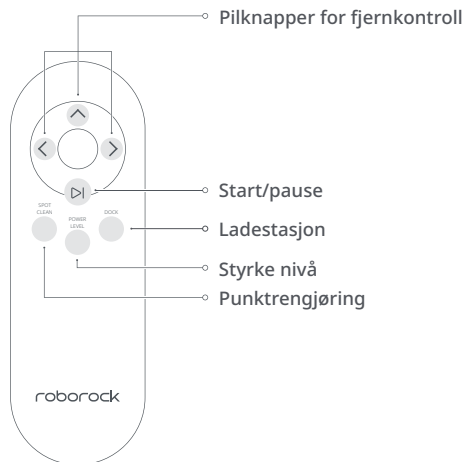 Pilknapper for fjernkontroll
Start/pause
SPOT
CLEAN
POWER
LEVEL
DOCK
Ladestasjon
Styrke nivå
Punktrengjøring
roborock